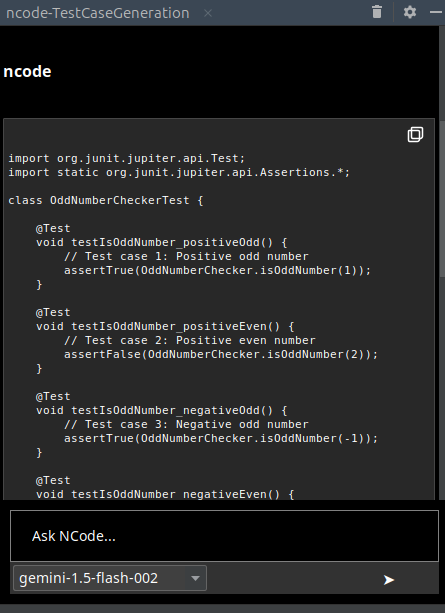 ncode-TestCaseGeneration
ncode
import org.junit.jupiter.api.Test;
import static org.junit.jupiter.api.Assertions.*;
class OddNumberCheckerTest {
@Test
void testIsOddNumber_positiveOdd() {
// Test case 1: Positive odd number
assertTrue(OddNumberChecker.isOddNumber(1));
}
@Test
void testIsOddNumber_positiveEven() {
// Test case 2: Positive even number
assertFalse(OddNumberChecker.isOddNumber(2));
}
@Test
void testIsOddNumber_negativeOdd() {
// Test case 3: Negative odd number
assertTrue(OddNumberChecker.isOddNumber(-1));
}
@Test
void testIsOddNumber negativeEven() {
Ask NCode...
gemini-1.5-flash-002